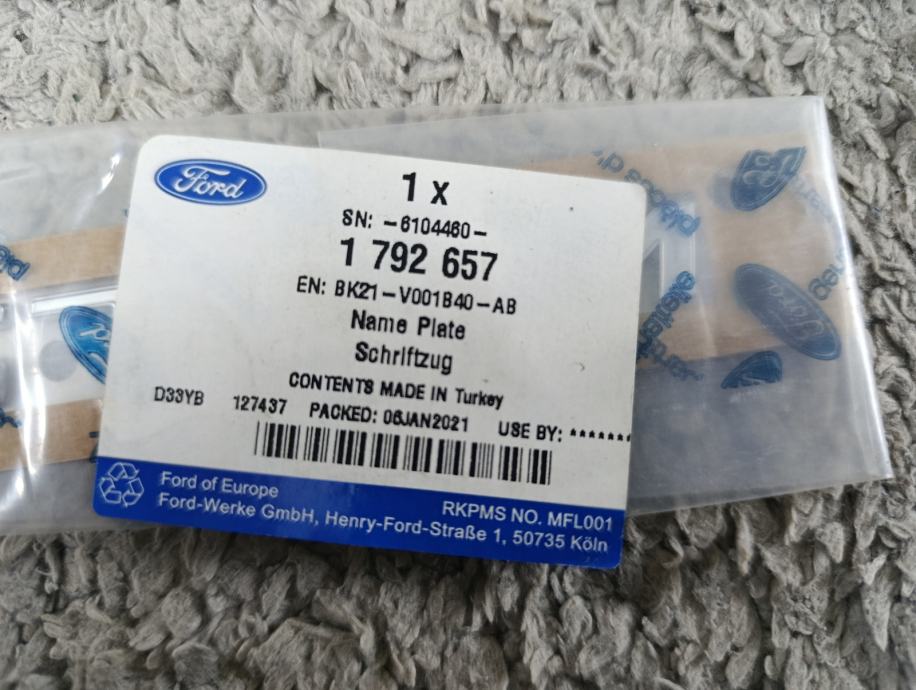 Ford
1 X
SN: -6104460-
1 792 657
EN: BK21-V001B40-AB
Name Plate
Schriftzug
CONTENTS MADE IN Turkey
D33YB 127437 PACKED: 06JAN2021 USE BY: *******
Ford of Europe
RKPMS NO. MFL001
Ford-Werke GmbH, Henry-Ford-Straße 1, 50735 Köln
Ford